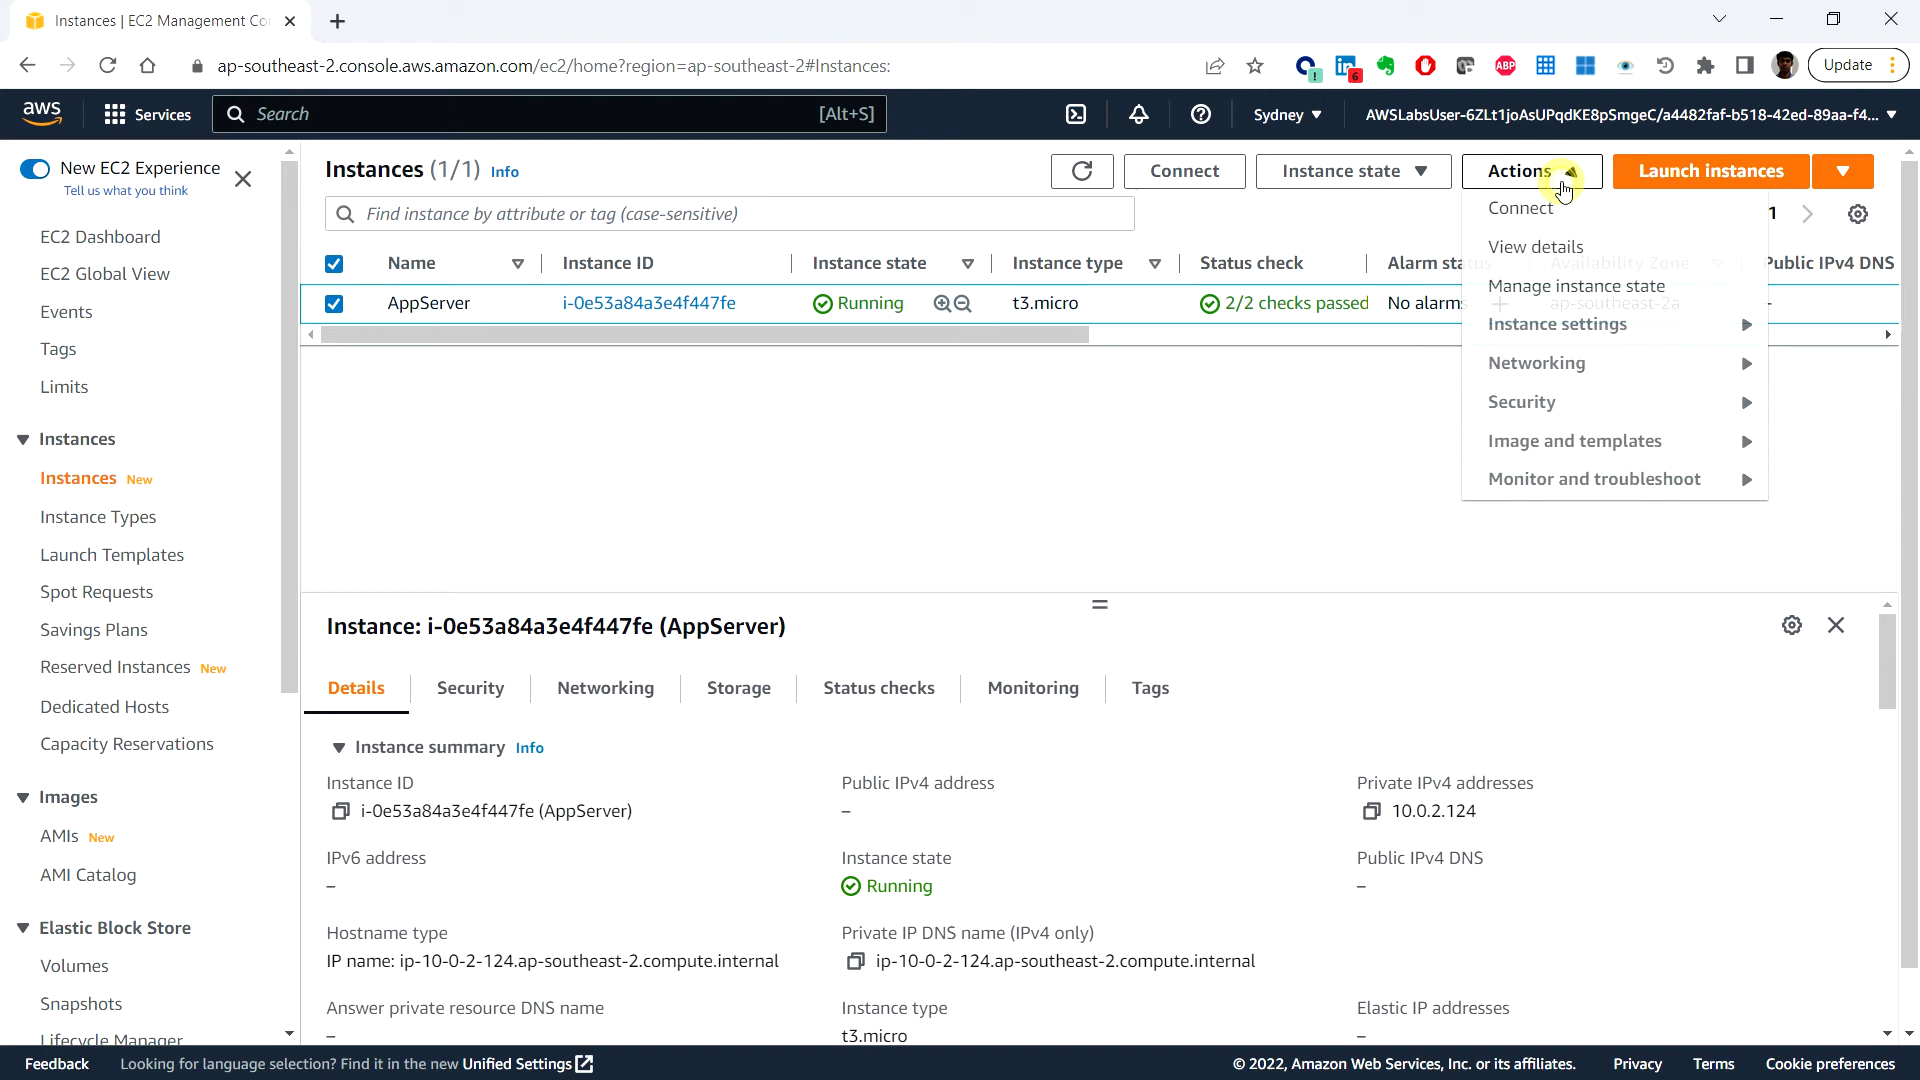 Instances | EC2 Management Co
ap-southeast-2.console.aws.amazon.com/ec2/home?region=ap-southeast-2#Instances:
!
6
ABP
Update
aws
Services
Search
[Alt+S]
Sydney
AWSLabsUser-6ZLt1joAsUPqdKE8pSmgeC/a4482faf-b518-42ed-89aa-f4...
New EC2 Experience
Tell us what you think
EC2 Dashboard
EC2 Global View
Events
Tags
Limits
Instances
Instances New
Instance Types
Launch Templates
Spot Requests
Savings Plans
Reserved Instances New
Dedicated Hosts
Capacity Reservations
Images
AMIs New
AMI Catalog
Elastic Block Store
Volumes
Snapshots
Lifecycle Manager
Instances (1/1) Info
Connect
Instance state
Actions
Launch instances
Find instance by attribute or tag (case-sensitive)
1
Name
Instance ID
Instance state
Instance type
Status check
Alarm status
Availability Zone
Public IPv4 DNS
AppServer
i-0e53a84a3e4f447fe
Running
t3.micro
2/2 checks passed
No alarms
ap-southeast-2a
–
Connect
View details
Manage instance state
Instance settings
Networking
Security
Image and templates
Monitor and troubleshoot
Instance: i-0e53a84a3e4f447fe (AppServer)
Details
Security
Networking
Storage
Status checks
Monitoring
Tags
Instance summary Info
Instance ID
i-0e53a84a3e4f447fe (AppServer)
Public IPv4 address
–
Private IPv4 addresses
10.0.2.124
IPv6 address
–
Instance state
Running
Public IPv4 DNS
–
Hostname type
IP name: ip-10-0-2-124.ap-southeast-2.compute.internal
Private IP DNS name (IPv4 only)
ip-10-0-2-124.ap-southeast-2.compute.internal
Answer private resource DNS name
–
Instance type
t3.micro
Elastic IP addresses
–
Feedback
Looking for language selection? Find it in the new Unified Settings
© 2022, Amazon Web Services, Inc. or its affiliates.
Privacy
Terms
Cookie preferences